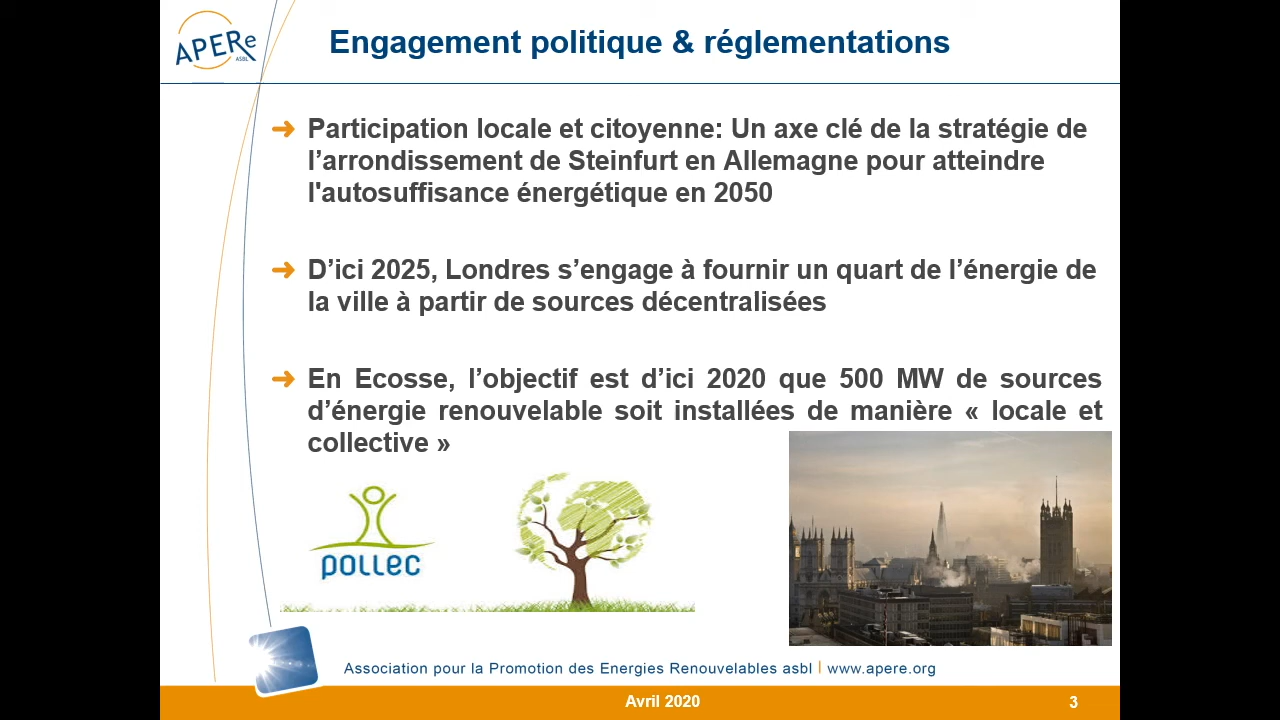 APERe
ASBL
Engagement politique & réglementations
Participation locale et citoyenne: Un axe clé de la stratégie de
l’arrondissement de Steinfurt en Allemagne pour atteindre
l'autosuffisance énergétique en 2050
D’ici 2025, Londres s’engage à fournir un quart de l’énergie de
la ville à partir de sources décentralisées
En Ecosse, l’objectif est d’ici 2020 que 500 MW de sources
d’énergie renouvelable soit installées de manière « locale et
collective »
pollec
Association pour la Promotion des Energies Renouvelables asbl | www.apere.org
Avril 2020
3